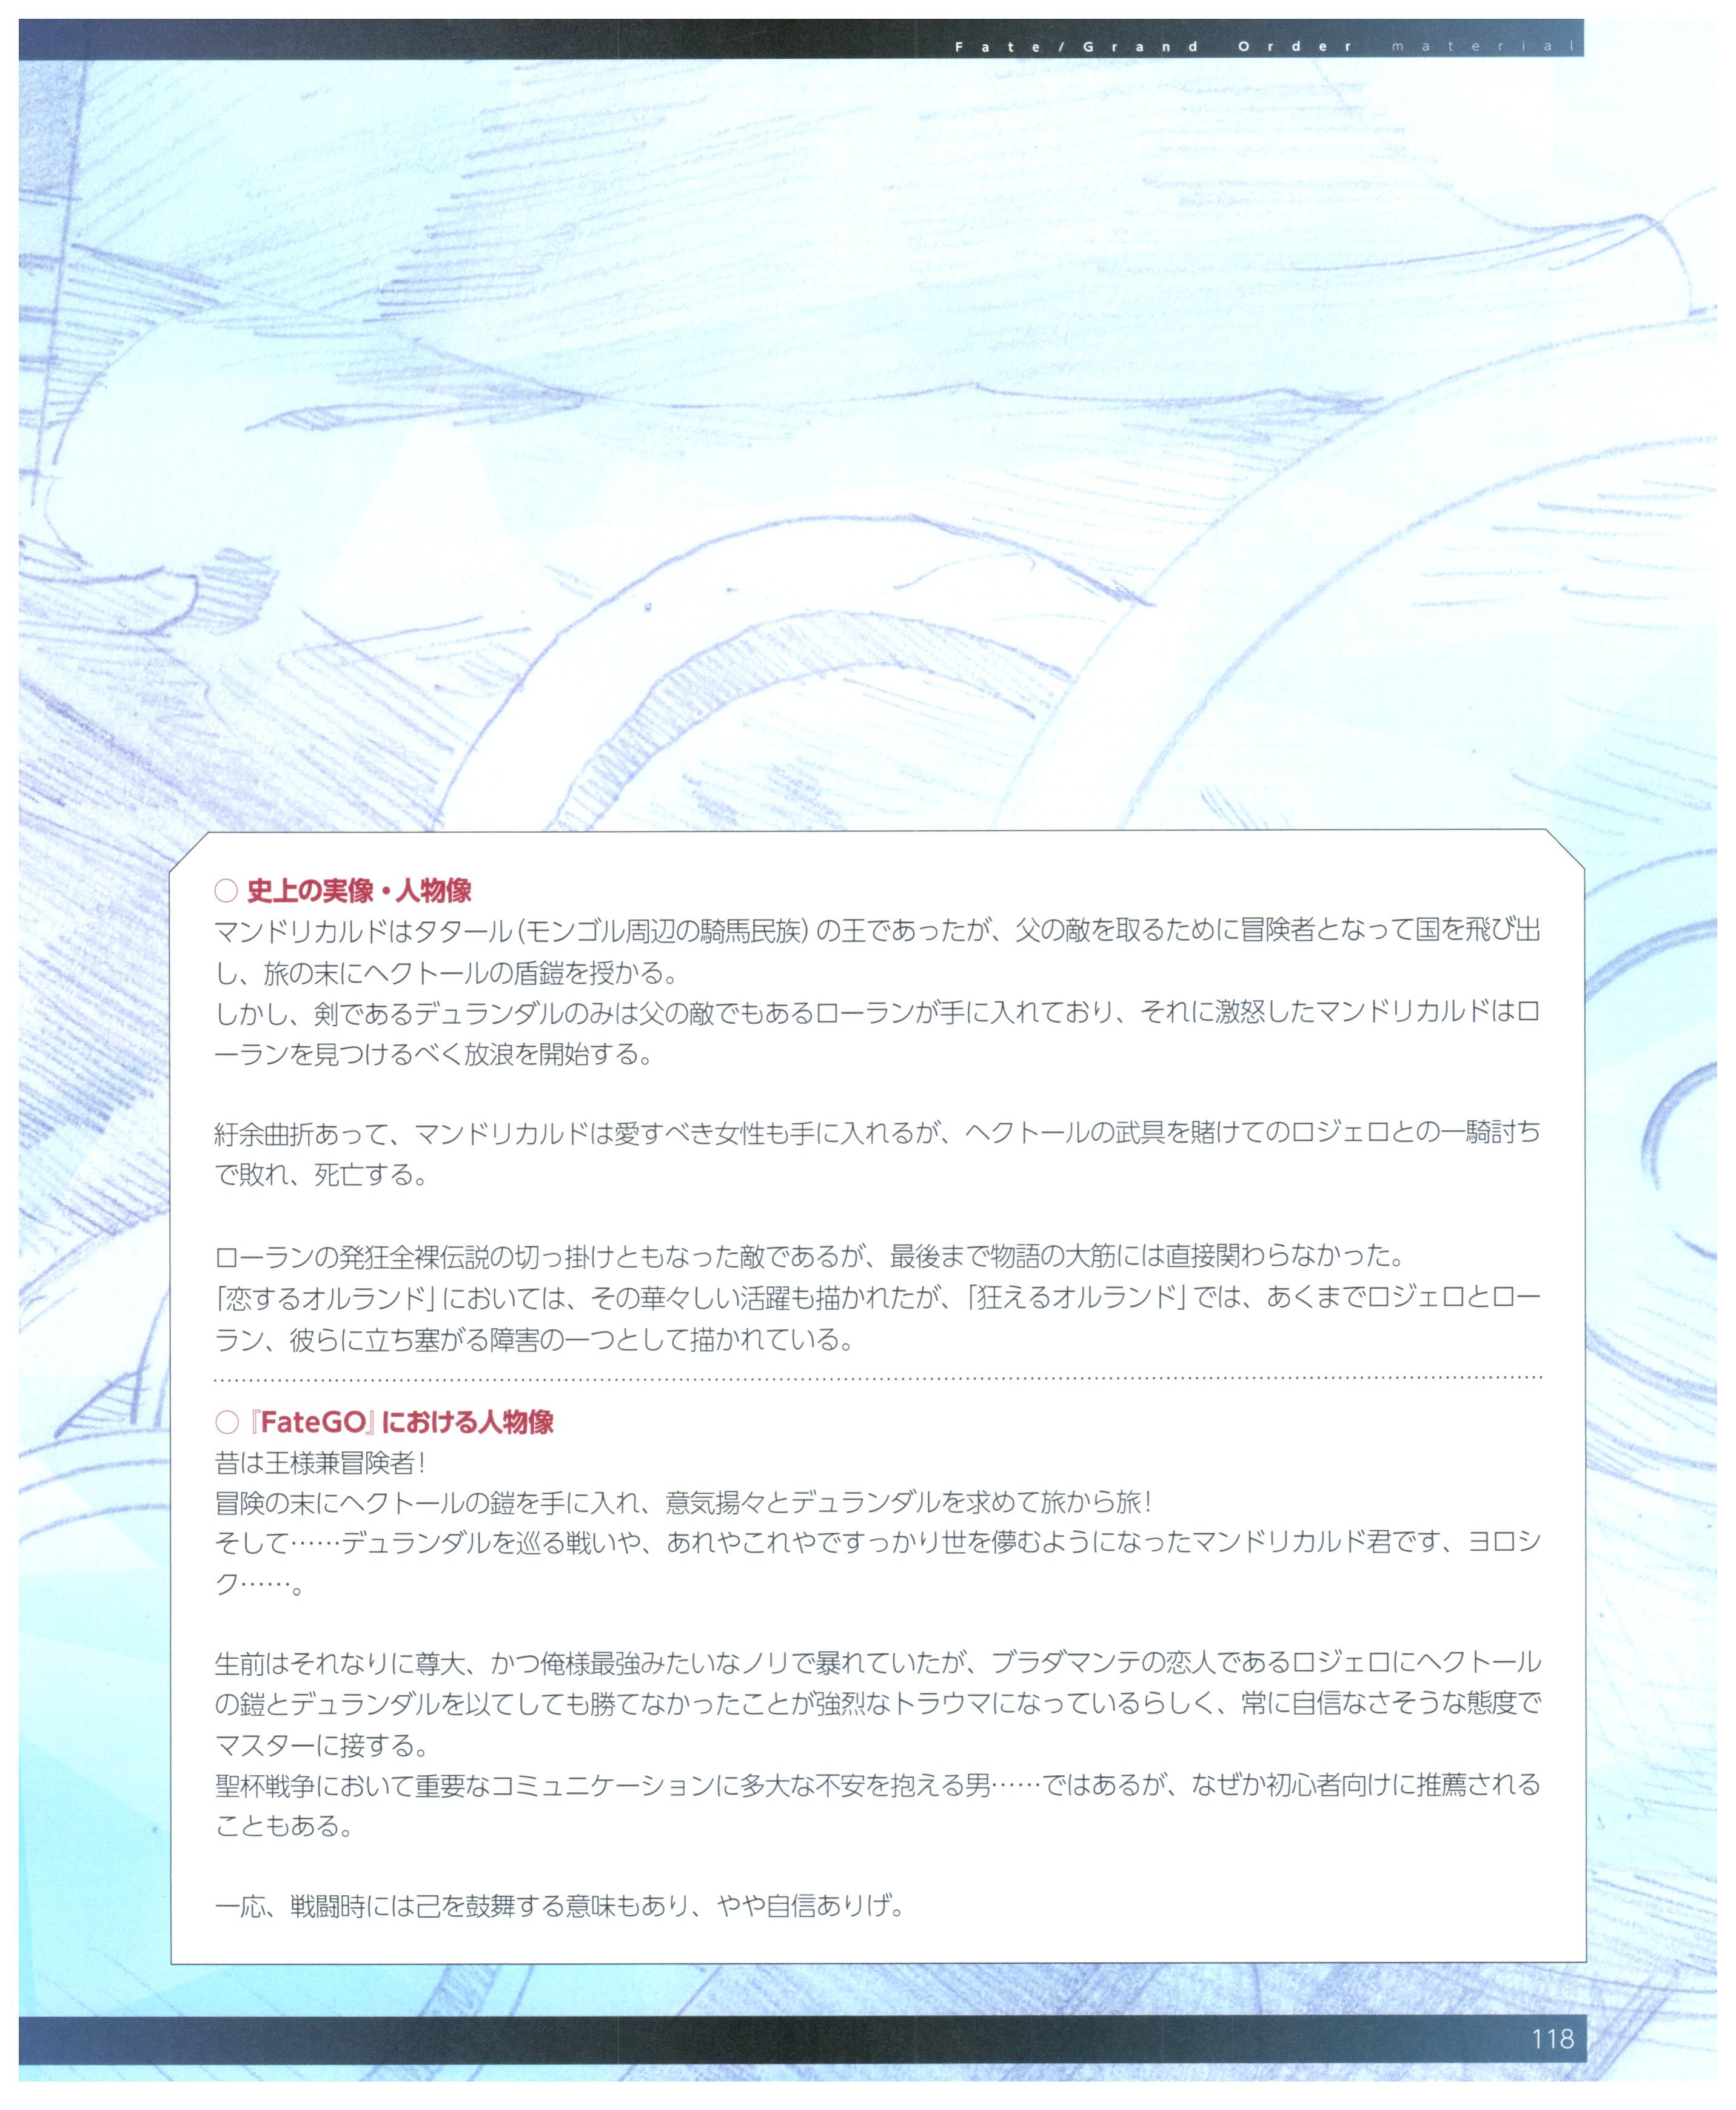 Fate/Grand Order material
○ 史上の実像・人物像
マンドリカルドはタタール(モンゴル周辺の騎馬民族)の王であったが、父の敵を取るために冒険者となって国を飛び出
し、旅の末にヘクトールの盾鎧を授かる。
しかし、剣であるデュランダルのみは父の敵でもあるローランが手に入れており、それに激怒したマンドリカルドはロ
ーランを見つけるべく放浪を開始する。
紆余曲折あって、マンドリカルドは愛すべき女性も手に入れるが、ヘクトールの武具を賭けてのロジェロとの一騎討ち
で敗れ、死亡する。
ローランの発狂全裸伝説の切っ掛けともなった敵であるが、最後まで物語の大筋には直接関わらなかった。
「恋するオルランド」においては、その華々しい活躍も描かれたが、「狂えるオルランド」では、あくまでロジェロとロー
ラン、彼らに立ち塞がる障害の一つとして描かれている。
○『FateGO』における人物像
昔は王様兼冒険者!
冒険の末にヘクトールの鎧を手に入れ、意気揚々とデュランダルを求めて旅から旅!
そして……デュランダルを巡る戦いや、あれやこれやですっかり世を儚むようになったマンドリカルド君です、ヨロシ
ク……。
生前はそれなりに尊大、かつ俺様最強みたいなノリで暴れていたが、ブラダマンテの恋人であるロジェロにヘクトール
の鎧とデュランダルを以てしても勝てなかったことが強烈なトラウマになっているらしく、常に自信なさそうな態度で
マスターに接する。
聖杯戦争において重要なコミュニケーションに多大な不安を抱える男……ではあるが、なぜか初心者向けに推薦される
こともある。
一応、戦闘時には己を鼓舞する意味もあり、やや自信ありげ。
118